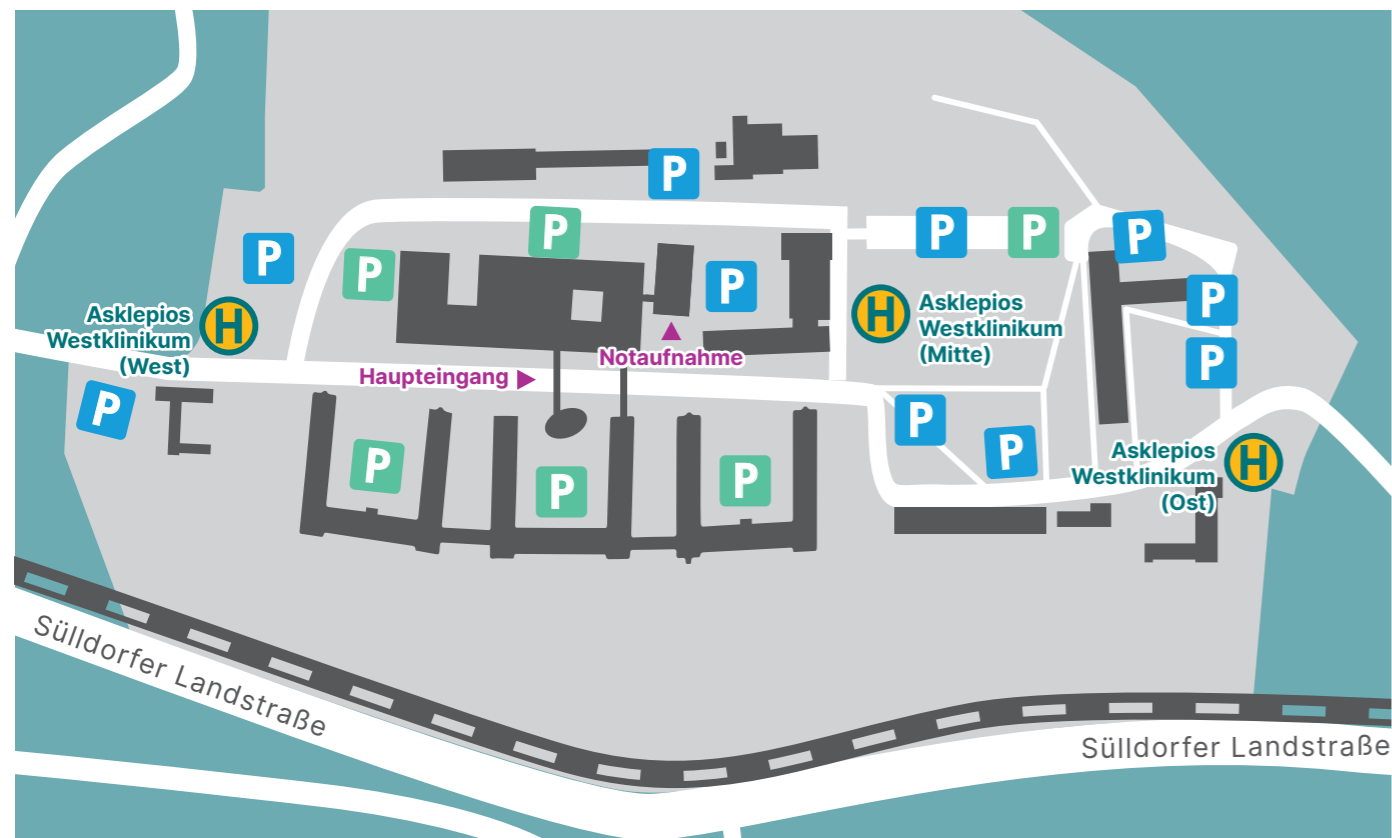 P
P
P
P
P
P
P
P
P
P
P
Asklepios
Westklinikum
(West)
H
H
Asklepios
Westklinikum
(Mitte)
Notaufnahme
Haupteingang
P
P
P
P
P
P
Asklepios
Westklinikum
(Ost)
H
Sülldorfer Landstraße
Sülldorfer Landstraße